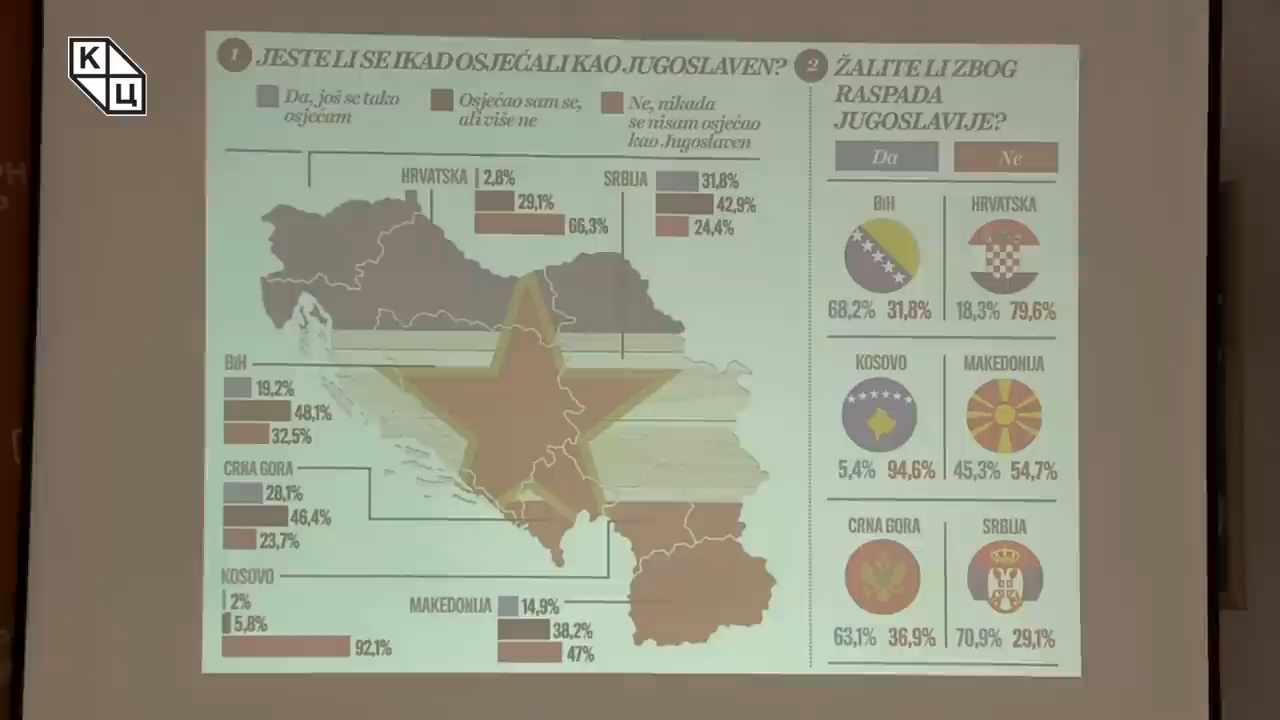 К
Ц
1 JESTE LI SE IKAD OSJEĆALI KAO JUGOSLAVEN?
Da, još se tako
osjećam
Osjećao sam se,
ali više ne
Ne, nikada
se nisam osjećao
kao Jugoslaven
HRVATSKA 2,8%
29,1%
66,3%
SRBIJA 31,8%
42,9%
24,4%
BiH
19,2%
48,1%
32,5%
CRNA GORA
28,1%
46,4%
23,7%
KOSOVO
2%
5,8%
92,1%
MAKEDONIJA 14,9%
38,2%
47%
2 ŽALITE LI ZBOG
RASPADA
JUGOSLAVIJE?
Da Ne
BiH HRVATSKA
68,2% 31,8% 18,3% 79,6%
KOSOVO MAKEDONIJA
5,4% 94,6% 45,3% 54,7%
CRNA GORA SRBIJA
63,1% 36,9% 70,9% 29,1%